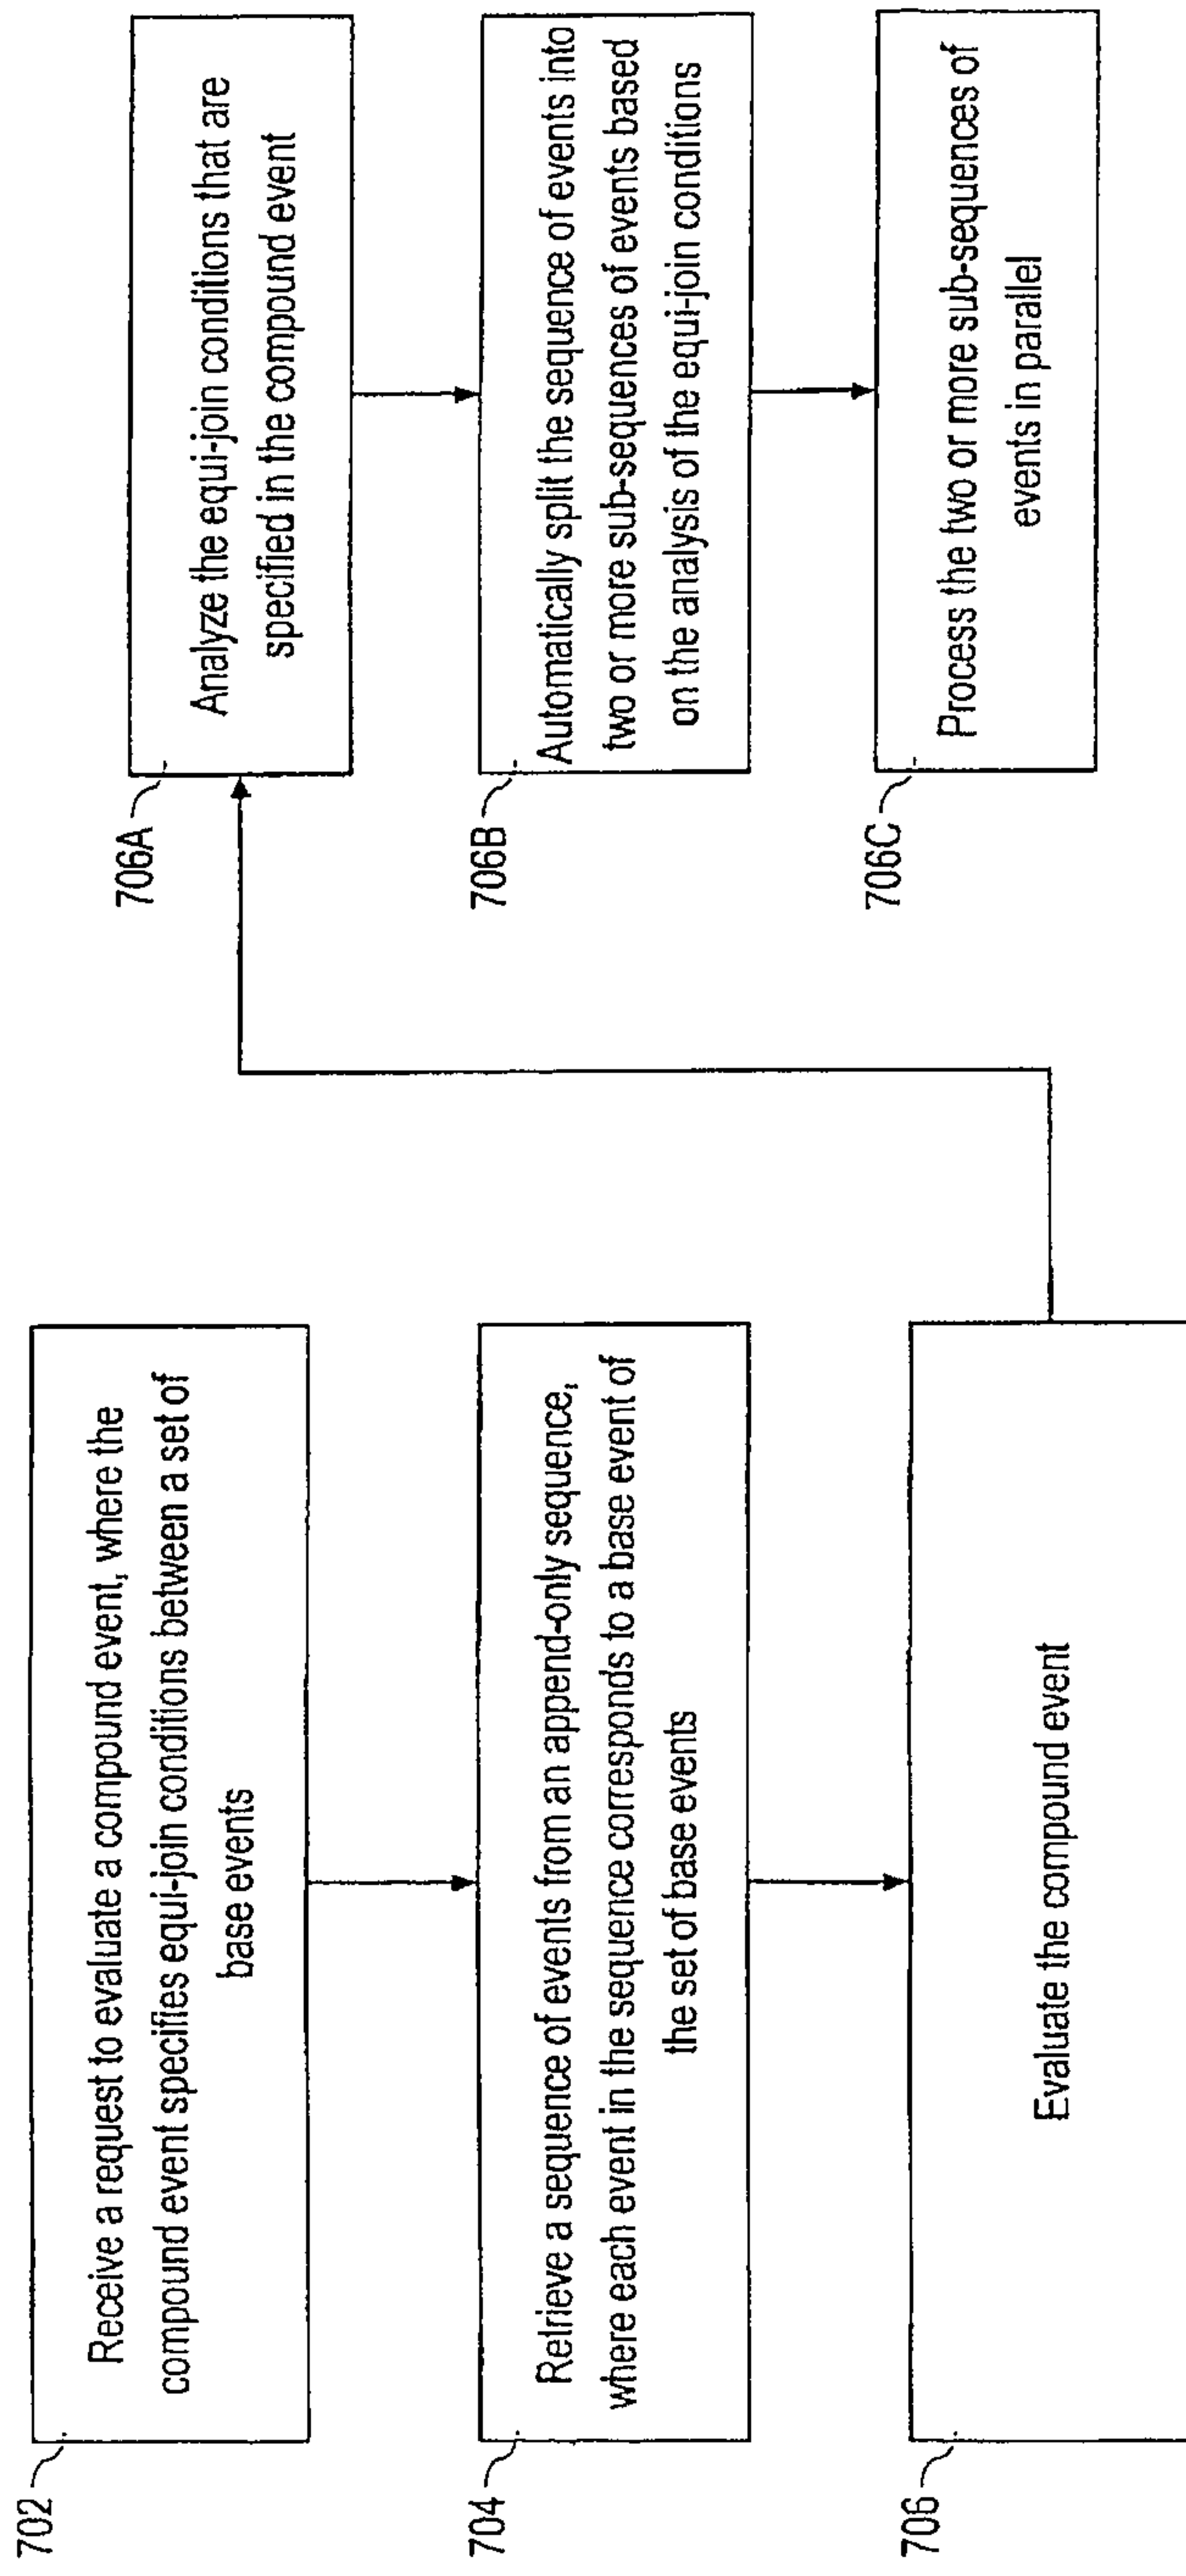 702
Receive a request to evaluate a compound event, where the
compound event specifies equi-join conditions between a set of
base events
704
Retrieve a sequence of events from an append-only sequence,
where each event in the sequence corresponds to a base event of
the set of base events
706
Evaluate the compound event
706A
Analyze the equi-join conditions that are
specified in the compound event
706B
Automatically split the sequence of events into
two or more sub-sequences of events based
on the analysis of the equi-join conditions
706C
Process the two or more sub-sequences of
events in parallel